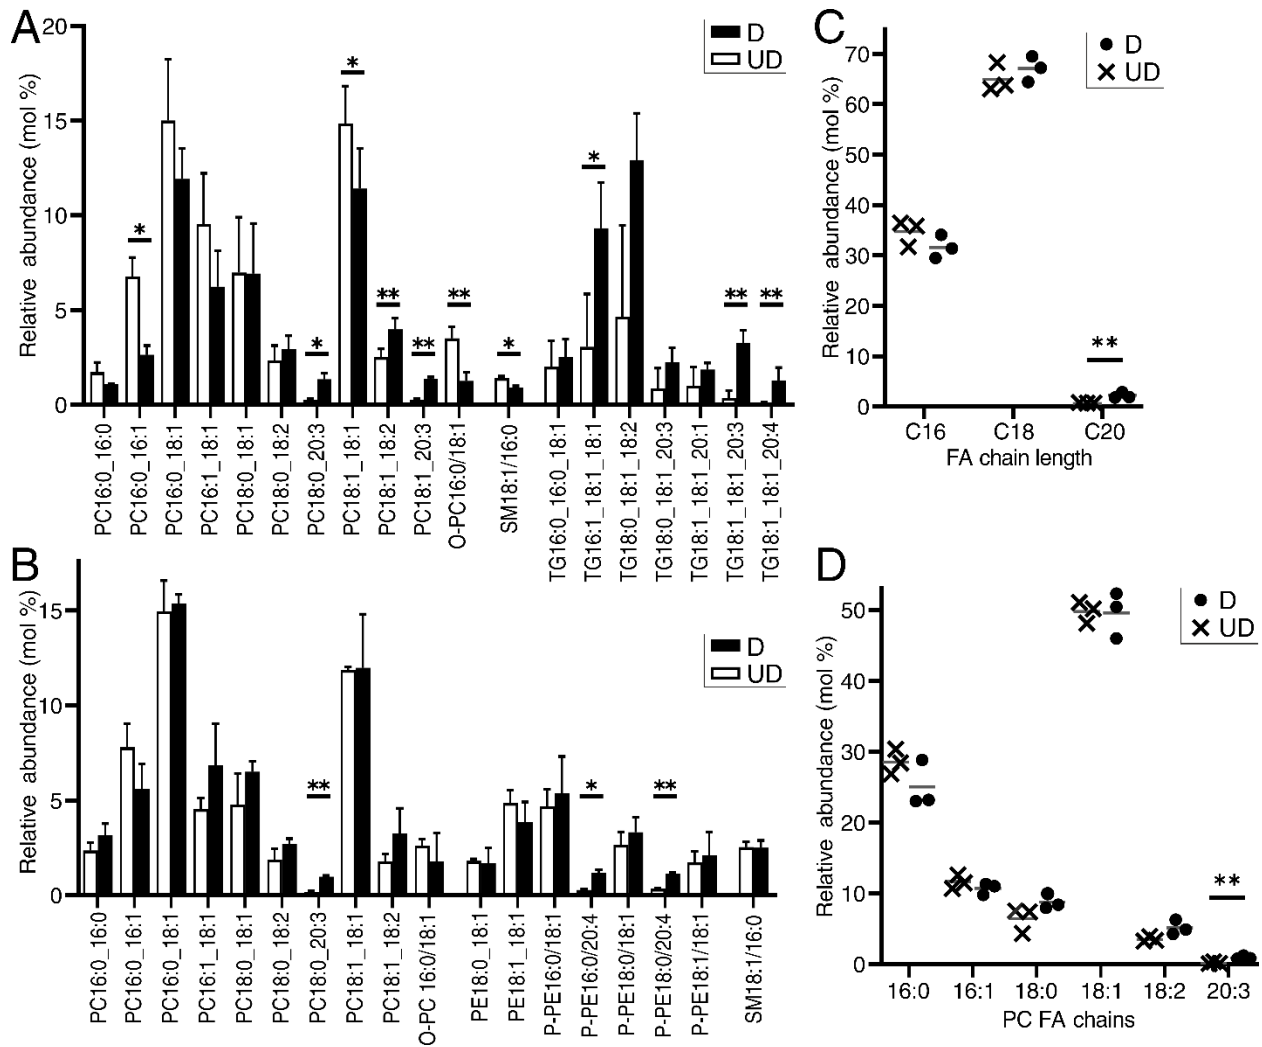 A
Relative abundance (mol %)
20
15
10
5
0
D
UD
*
*
*
**
**
**
*
*
**
**
PC16:0_16:0
PC16:0_16:1
PC16:0_18:1
PC16:1_18:1
PC18:0_18:1
PC18:0_18:2
PC18:0_20:3
PC18:1_18:1
PC18:1_18:2
PC18:1_20:3
O-PC16:0/18:1
SM18:1/16:0
TG16:0_16:0_18:1
TG16:1_18:1_18:1
TG18:0_18:1_18:2
TG18:0_18:1_20:3
TG18:1_18:1_20:1
TG18:1_18:1_20:3
TG18:1_18:1_20:4
B
Relative abundance (mol %)
15
10
5
0
D
UD
**
*
**
PC16:0_16:0
PC16:0_16:1
PC16:0_18:1
PC16:1_18:1
PC18:0_18:1
PC18:0_18:2
PC18:0_20:3
PC18:1_18:1
PC18:1_18:2
O-PC 16:0/18:1
PE18:0_18:1
PE18:1_18:1
P-PE16:0/18:1
P-PE16:0/20:4
P-PE18:0/18:1
P-PE18:0/20:4
P-PE18:1/18:1
SM18:1/16:0
C
Relative abundance (mol %)
70
60
50
40
30
20
10
0
D
UD
**
C16 C18 C20
FA chain length
D
Relative abundance (mol %)
50
40
30
20
10
0
D
UD
**
16:0 16:1 18:0 18:1 18:2 20:3
PC FA chains